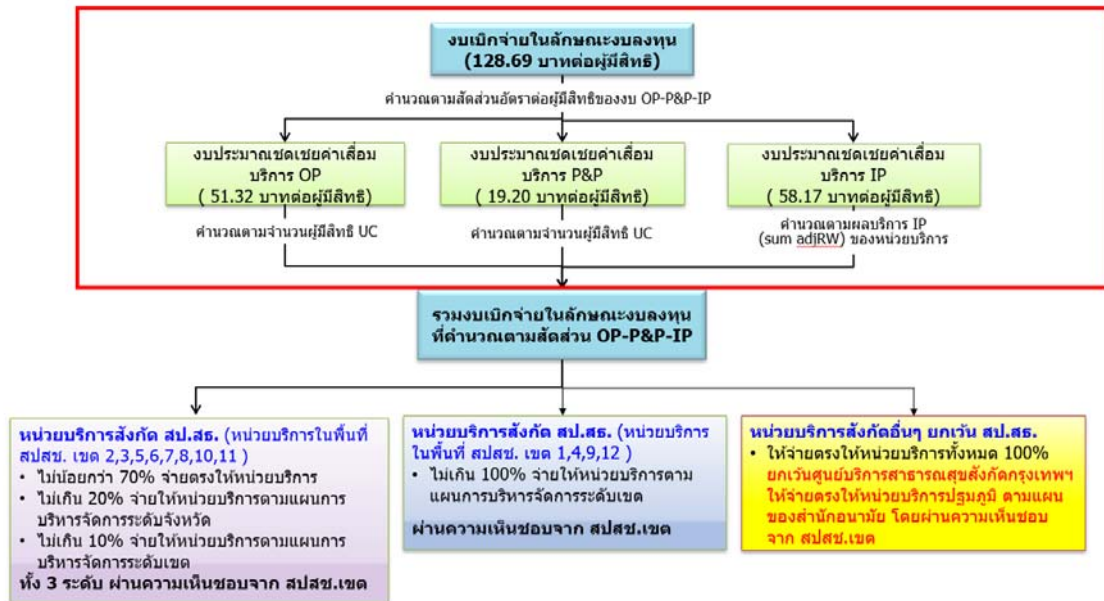 งบเบิกจ่ายในลักษณะงบลงทุน
(128.69 บาทต่อผู้มีสิทธิ)
คำนวณตามสัดส่วนอัตราต่อผู้มีสิทธิของงบ OP-P&P-IP
งบประมาณชดเชยค่าเสื่อม
บริการ OP
( 51.32 บาทต่อผู้มีสิทธิ)
งบประมาณชดเชยค่าเสื่อม
บริการ P&P
( 19.20 บาทต่อผู้มีสิทธิ)
งบประมาณชดเชยค่าเสื่อม
บริการ IP
( 58.17 บาทต่อผู้มีสิทธิ)
คำนวณตามจำนวนผู้มีสิทธิ UC
คำนวณตามจำนวนผู้มีสิทธิ UC
คำนวณตามผลบริการ IP
(sum adjRW) ของหน่วยบริการ
รวมงบเบิกจ่ายในลักษณะงบลงทุน
ที่คำนวณตามสัดส่วน OP-P&P-IP
หน่วยบริการสังกัด สป.สธ. (หน่วยบริการในพื้นที่
สปสช. เขต 2,3,5,6,7,8,10,11 )
• ไม่น้อยกว่า 70% จ่ายตรงให้หน่วยบริการ
• ไม่เกิน 20% จ่ายให้หน่วยบริการตามแผนการ
บริหารจัดการระดับจังหวัด
• ไม่เกิน 10% จ่ายให้หน่วยบริการตามแผนการ
บริหารจัดการระดับเขต
ทั้ง 3 ระดับ ผ่านความเห็นชอบจาก สปสช.เขต
หน่วยบริการสังกัด สป.สธ. (หน่วยบริการ
ในพื้นที่ สปสช. เขต 1,4,9,12 )
• ไม่เกิน 100% จ่ายให้หน่วยบริการตาม
แผนการบริหารจัดการระดับเขต
ผ่านความเห็นชอบจาก สปสช.เขต
หน่วยบริการสังกัดอื่นๆ ยกเว้น สป.สธ.
• ให้จ่ายตรงให้หน่วยบริการทั้งหมด 100%
ยกเว้นศูนย์บริการสาธารณสุขสังกัดกรุงเทพฯ
ให้จ่ายตรงให้หน่วยบริการปฐมภูมิ ตามแผน
ของสำนักอนามัย โดยผ่านความเห็นชอบ
จาก สปสช.เขต